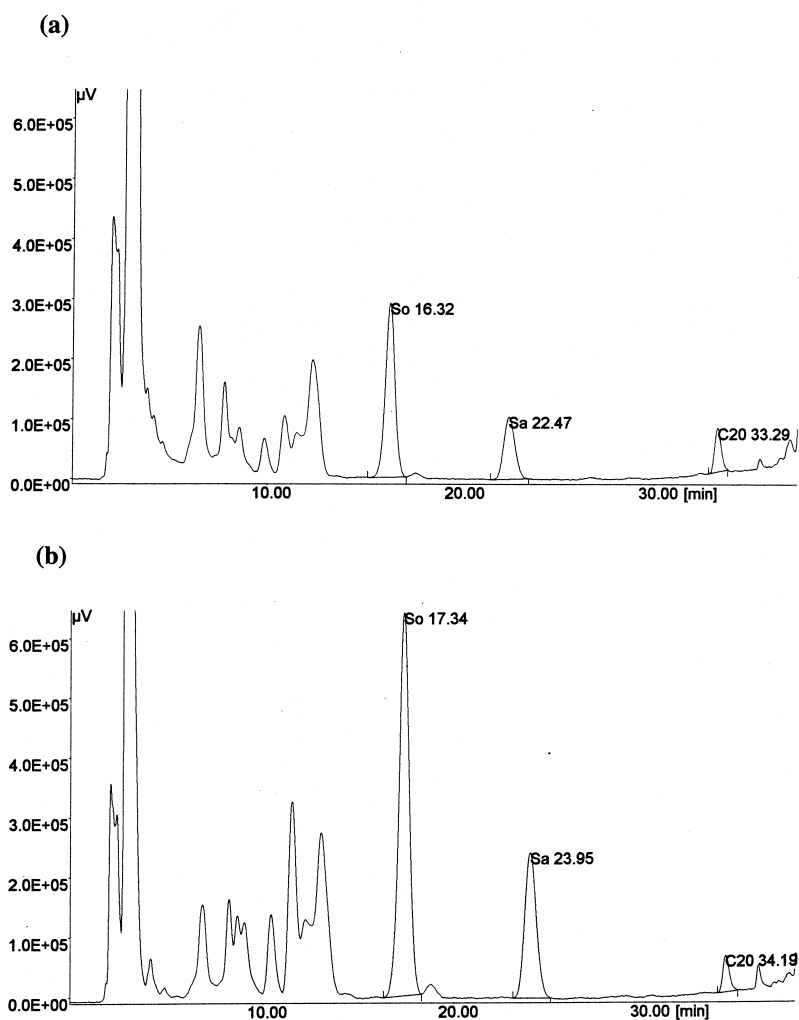 (a)
µV
6.0E+05
5.0E+05
4.0E+05
3.0E+05
So 16.32
2.0E+05
1.0E+05
Sa 22.47
C20 33.29
0.0E+00
10.00 20.00 30.00 [min]
(b)
µV
So 17.34
6.0E+05
5.0E+05
4.0E+05
3.0E+05
Sa 23.95
2.0E+05
1.0E+05
C20 34.19
0.0E+00
10.00 20.00 30.00 [min]